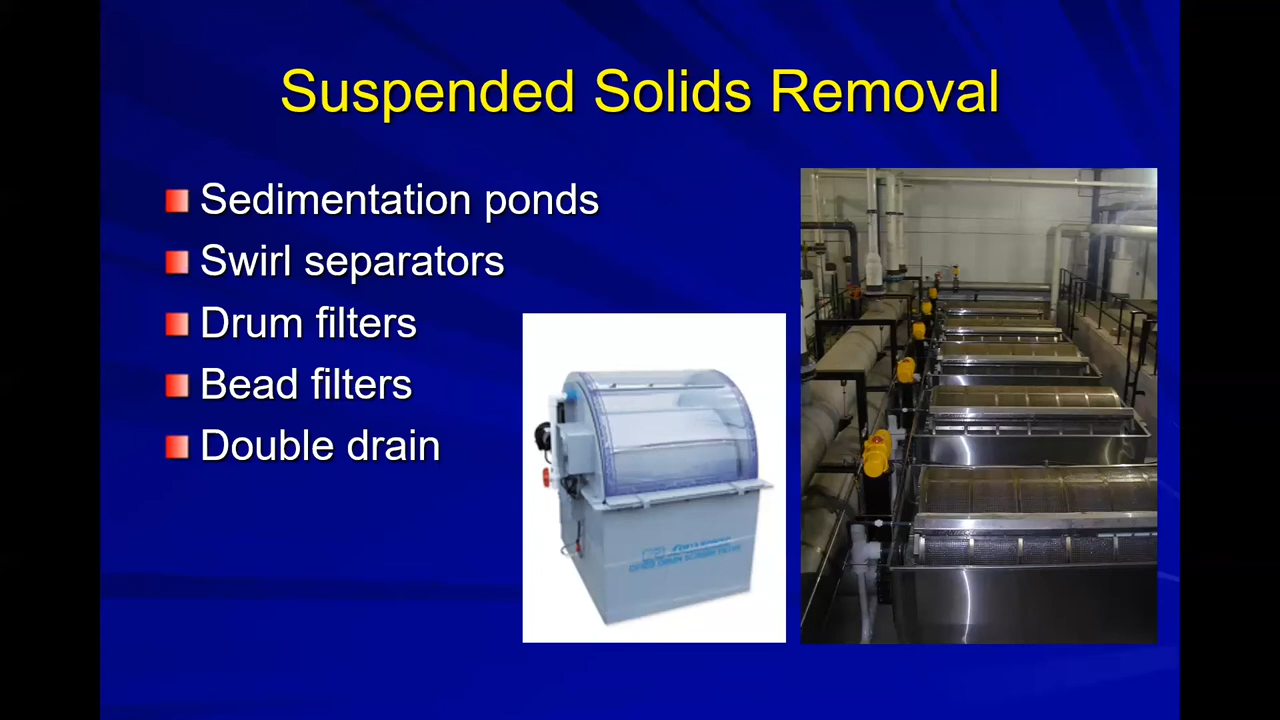 Suspended Solids Removal
Sedimentation ponds
Swirl separators
Drum filters
Bead filters
Double drain